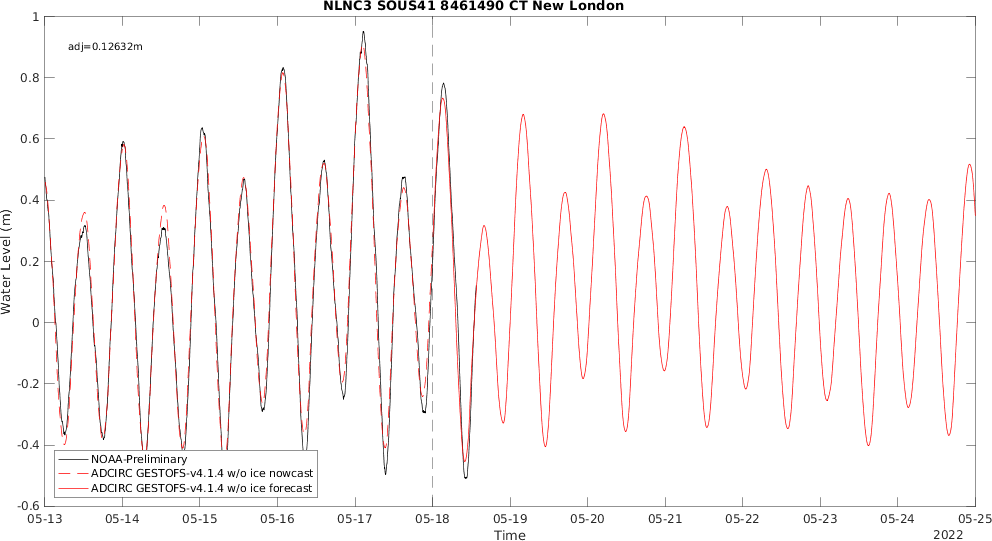 NLNC3 SOUS41 8461490 CT New London
adj=0.12632m
1
0.8
0.6
0.4
0.2
0
-0.2
-0.4
-0.6
Water Level (m)
NOAA-Preliminary
ADCIRC GESTOFS-v4.1.4 w/o ice nowcast
ADCIRC GESTOFS-v4.1.4 w/o ice forecast
05-13 05-14 05-15 05-16 05-17 05-18 05-19 05-20 05-21 05-22 05-23 05-24 05-25
Time
2022